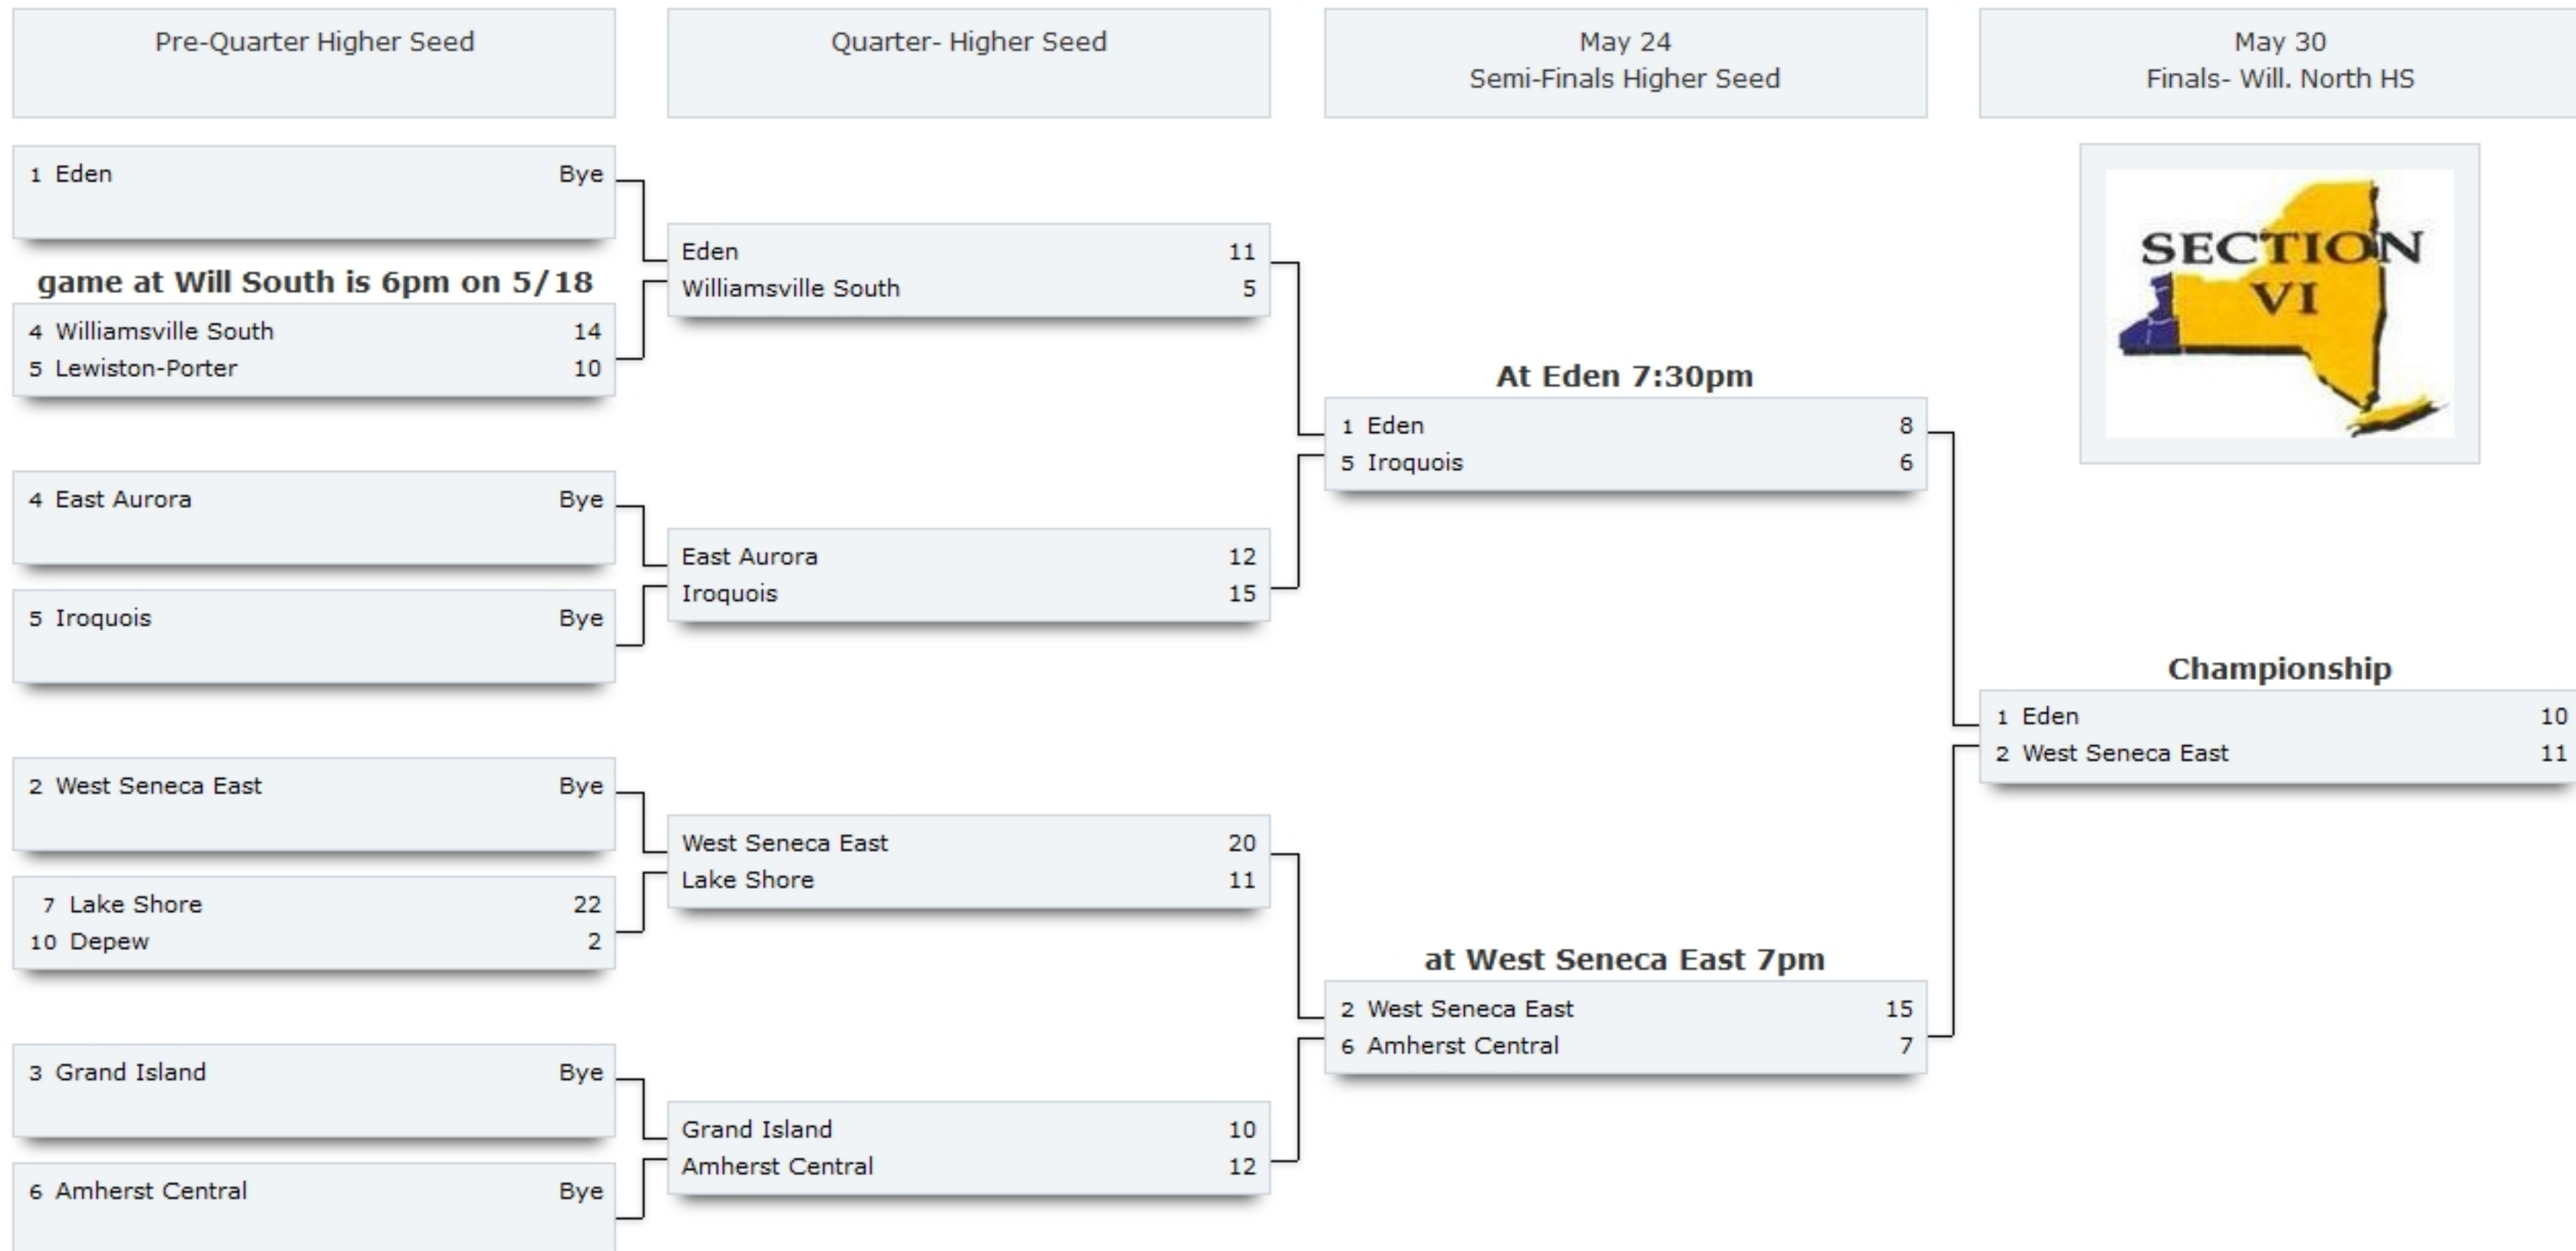 Pre-Quarter Higher Seed
Quarter- Higher Seed
May 24
Semi-Finals Higher Seed
May 30
Finals- Will. North HS
1 Eden Bye
game at Will South is 6pm on 5/18
4 Williamsville South 14
5 Lewiston-Porter 10
4 East Aurora Bye
5 Iroquois Bye
2 West Seneca East Bye
7 Lake Shore 22
10 Depew 2
3 Grand Island Bye
6 Amherst Central Bye
Eden 11
Williamsville South 5
East Aurora 12
Iroquois 15
West Seneca East 20
Lake Shore 11
Grand Island 10
Amherst Central 12
At Eden 7:30pm
1 Eden 8
5 Iroquois 6
at West Seneca East 7pm
2 West Seneca East 15
6 Amherst Central 7
SECTION
VI
Championship
1 Eden 10
2 West Seneca East 11